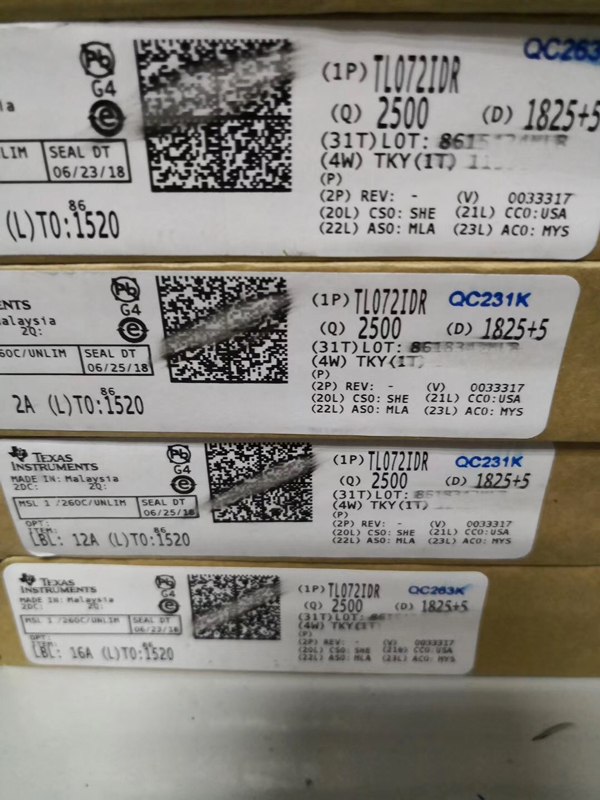 QC263
(1P) TL072IDR
Pb
G4
e
(Q) 2500 (D) 1825+5
(31T)LOT:
LIM SEAL DT
06/23/18
(4W) TKY(1T)
(P)
(2P) REV: - (V) 0033317
(20L) CSO: SHE (21L) CCO:USA
(22L) ASO: MLA (23L) ACO: MYS
86
(L)TO:1520
ENTS
Pb
G4
e
(1P) TL072IDR QC231K
alaysia
2Q:
(Q) 2500 (D) 1825+5
(31T)LOT:
60C/UNLIM SEAL DT
06/25/18
(4W) TKY(1T)
(P)
(2P) REV: - (V) 0033317
(20L) CSO: SHE (21L) CCO:USA
(22L) ASO: MLA (23L) ACO: MYS
86
2A (L)TO:1520
TEXAS
INSTRUMENTS
Pb
G4
e
(1P) TL072IDR QC231K
MADE IN: Malaysia
2DC: 2Q:
(Q) 2500 (D) 1825+5
(31T)LOT:
MSL 1 /260C/UNLIM SEAL DT
06/25/18
(4W) TKY(1T)
(P)
OPT:
ITEM:
(2P) REV: - (V) 0033317
(20L) CSO: SHE (21L) CCO:USA
(22L) ASO: MLA (23L) ACO: MYS
86
LBL: 12A (L)TO:1520
TEXAS
INSTRUMENTS
Pb
G4
e
(1P) TL072IDR QC263K
MADE IN: Malaysia
2DC: 2Q:
(Q) 2500 (D) 1825+5
(31T)LOT:
MSL 1 /260C/UNLIM SEAL DT
06/23/18
(4W) TKY(1T)
(P)
OPT:
(2P) REV: - (V) 0033317
(20L) CSO: SHE (21L) CCO:USA
(22L) ASO: MLA (23L) ACO: MYS
86
LBL: 16A (L)TO:1520